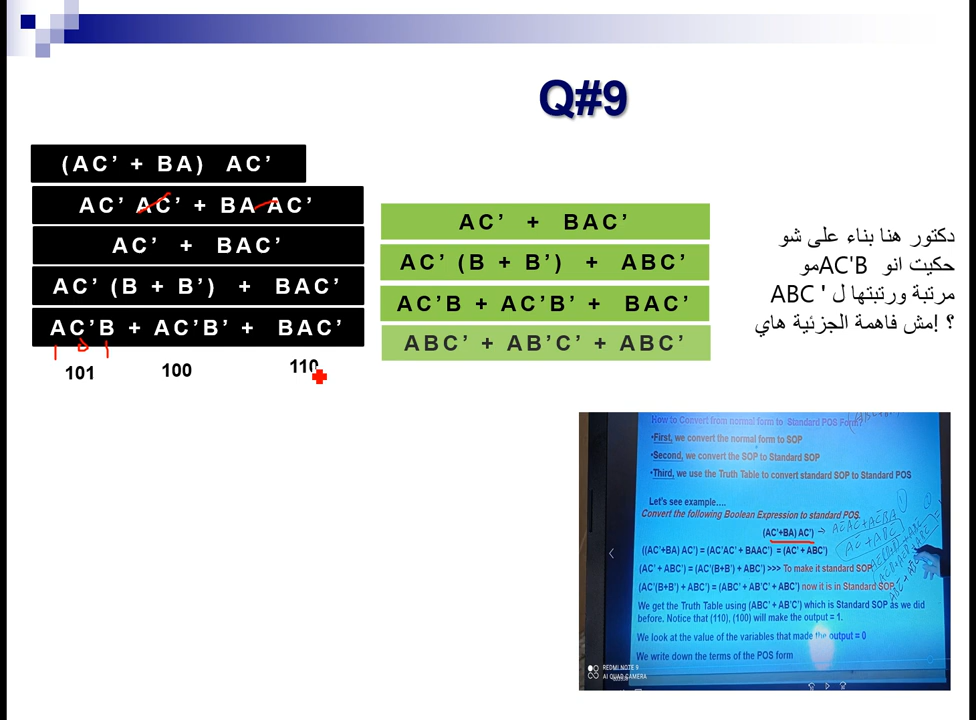 Q#9
(AC’ + BA) AC’
AC’ AC’ + BA AC’
AC’ + BAC’
AC’ (B + B’) + BAC’
AC’B + AC’B’ + BAC’
101 100 110
AC’ + BAC’
AC’ (B + B’) + ABC’
AC’B + AC’B’ + BAC’
ABC’ + AB’C’ + ABC’
دكتور هنا بناء على شو
حكيت انو AC'B مو
مرتبة ورتبتها ل ABC '
؟ !مش فاهمة الجزئية هاي
How to Convert from normal form to Standard POS Form?
•First, we convert the normal form to SOP
•Second, we convert the SOP to Standard SOP
•Third, we use the Truth Table to convert standard SOP to Standard POS
Let's see example....
Convert the following Boolean Expression to standard POS.
(AC'+BA) AC')
((AC'+BA) AC') = (AC'AC' + BAAC') = (AC' + ABC')
(AC' + ABC') = (AC'(B+B') + ABC') >>> To make it standard SOP
(AC'(B+B') + ABC') = (ABC' + AB'C' + ABC') now it is in Standard SOP
We get the Truth Table using (ABC' + AB'C') which is Standard SOP as we did
before. Notice that (110), (100) will make the output = 1.
We look at the value of the variables that made the output = 0
We write down the terms of the POS form
REDMI NOTE 9
AI QUAD CAMERA